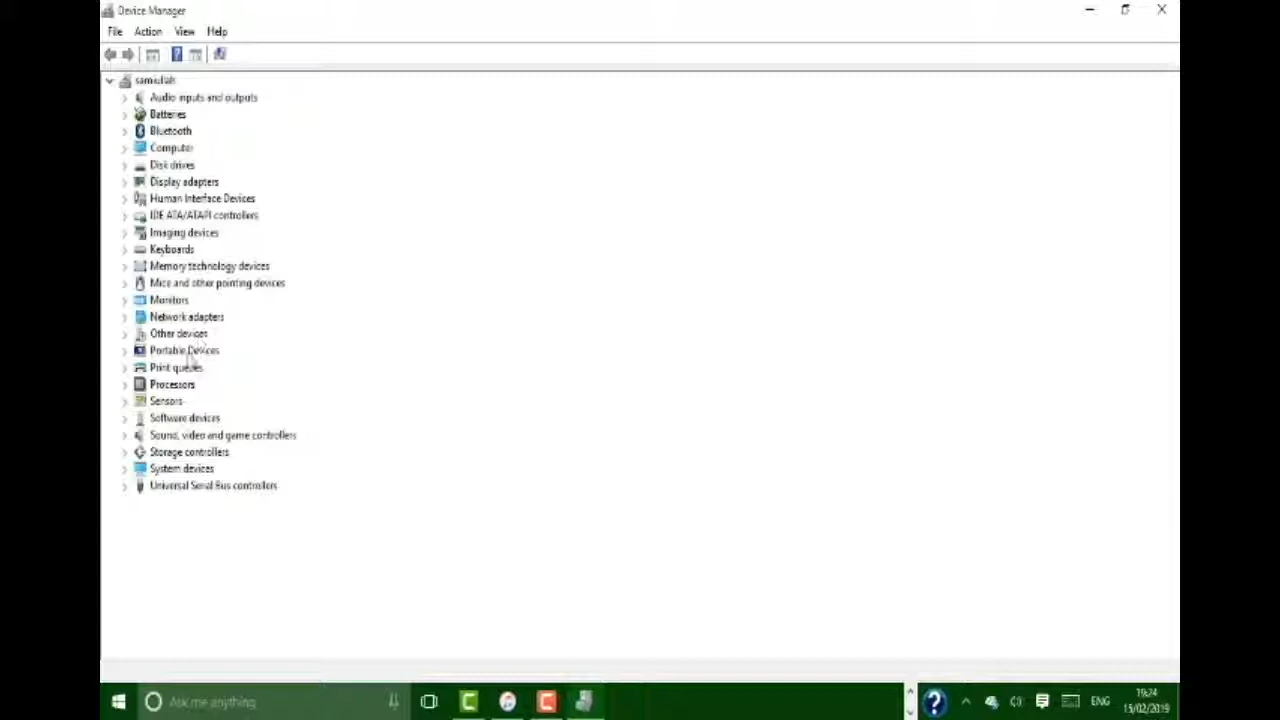 Device Manager
File Action View Help
samiullah
Audio inputs and outputs
Batteries
Bluetooth
Computer
Disk drives
Display adapters
Human Interface Devices
IDE ATA/ATAPI controllers
Imaging devices
Keyboards
Memory technology devices
Mice and other pointing devices
Monitors
Network adapters
Other devices
Portable Devices
Print queues
Processors
Sensors
Software devices
Sound, video and game controllers
Storage controllers
System devices
Universal Serial Bus controllers
Ask me anything
ENG
19:24
15/02/2019